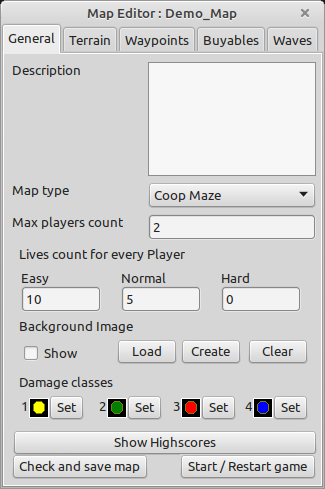 Map Editor : Demo_Map
General Terrain Waypoints Buyables Waves
Description
Map type Coop Maze
Max players count 2
Lives count for every Player
Easy Normal Hard
10 5 0
Background Image
Show Load Create Clear
Damage classes
1 Set 2 Set 3 Set 4 Set
Show Highscores
Check and save map Start / Restart game